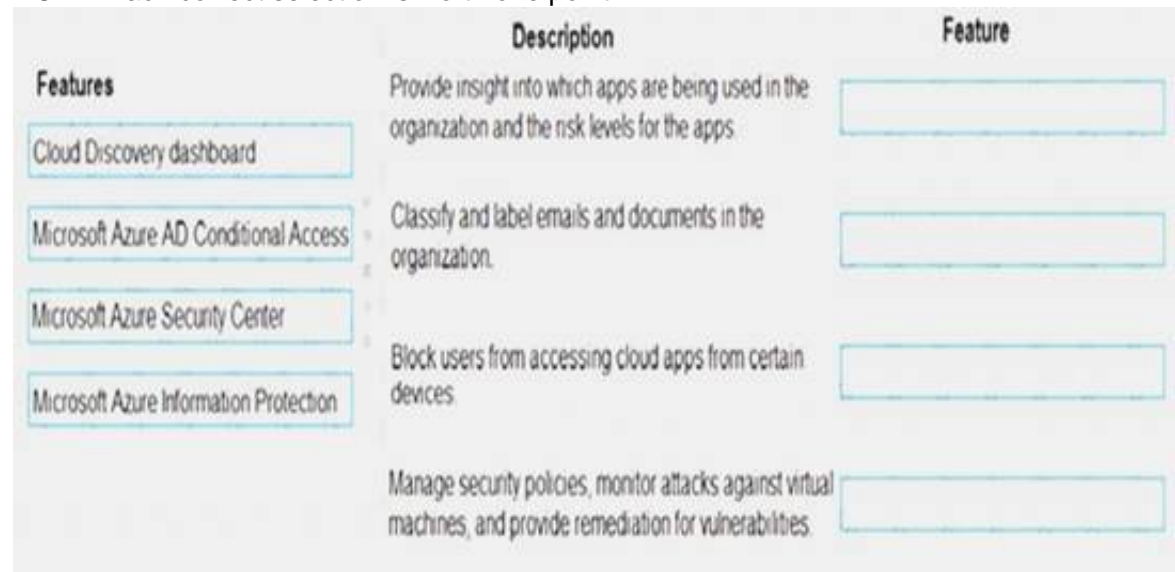 Description
Feature
Features
Provide insight into which apps are being used in the
organization and the risk levels for the apps
Cloud Discovery dashboard
Microsoft Azure AD Conditional Access
Classify and label emails and documents in the
organization.
Microsoft Azure Security Center
Block users from accessing cloud apps from certain
devices
Microsoft Azure Information Protection
Manage security policies, monitor attacks against virtual
machines, and provide remediation for vulnerabilities.